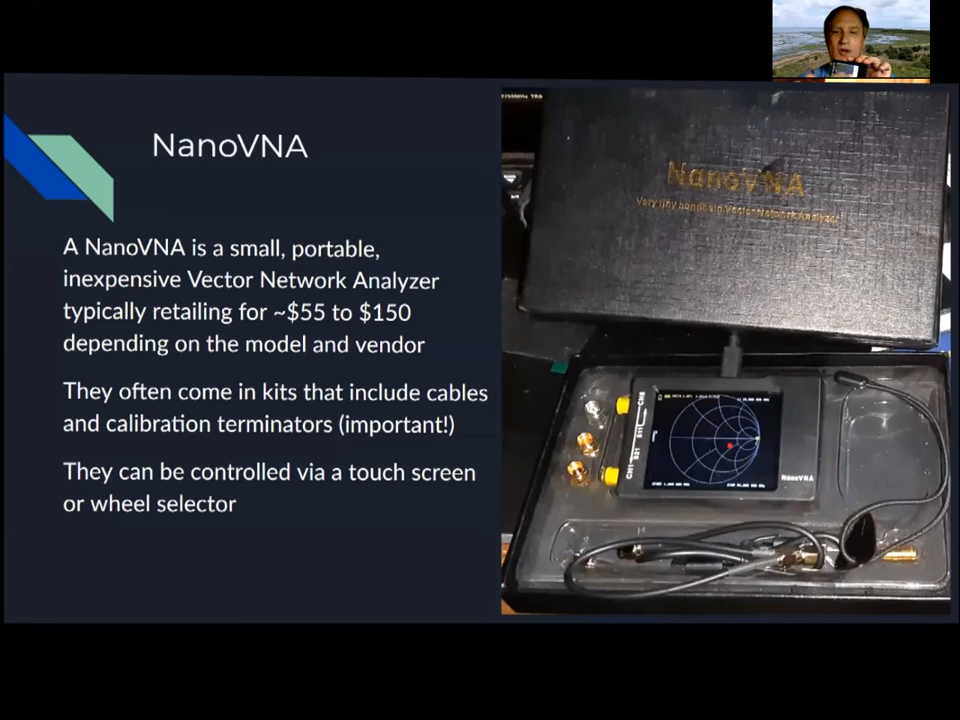 NanoVNA
A NanoVNA is a small, portable,
inexpensive Vector Network Analyzer
typically retailing for ~$55 to $150
depending on the model and vendor
They often come in kits that include cables
and calibration terminators (important!)
They can be controlled via a touch screen
or wheel selector
NanoVNA
Very tiny handheld Vector Network Analyzer
CH0
S11
S21
CH1
NanoVNA